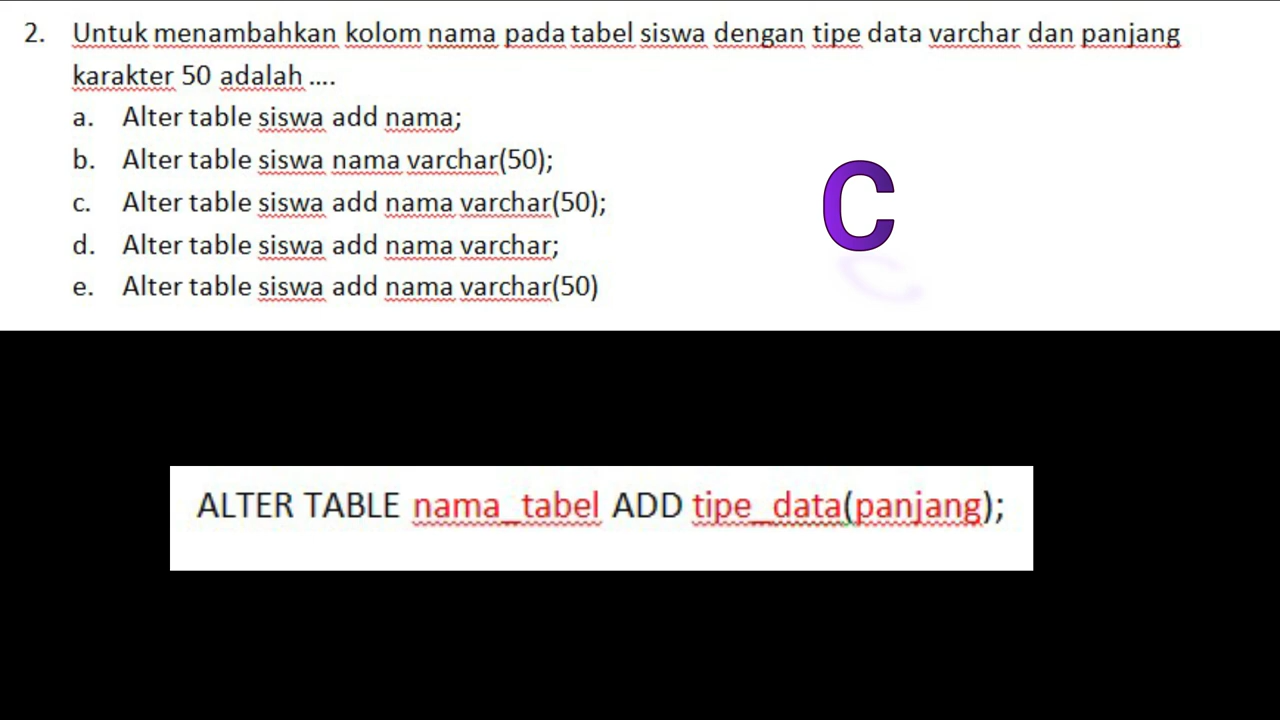 2. Untuk menambahkan kolom nama pada tabel siswa dengan tipe data varchar dan panjang
karakter 50 adalah ....
a. Alter table siswa add nama;
b. Alter table siswa nama varchar(50);
c. Alter table siswa add nama varchar(50);
d. Alter table siswa add nama varchar;
e. Alter table siswa add nama varchar(50)
C
ALTER TABLE nama_tabel ADD tipe_data(panjang);